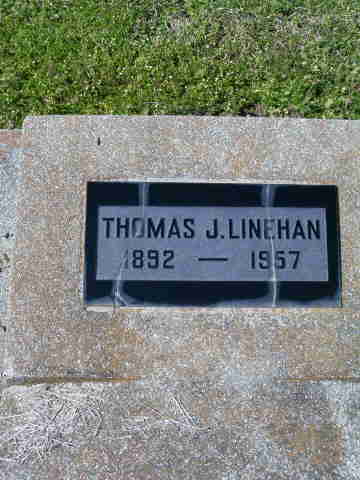 THOMAS J. LINEHAN
1892 — 1957